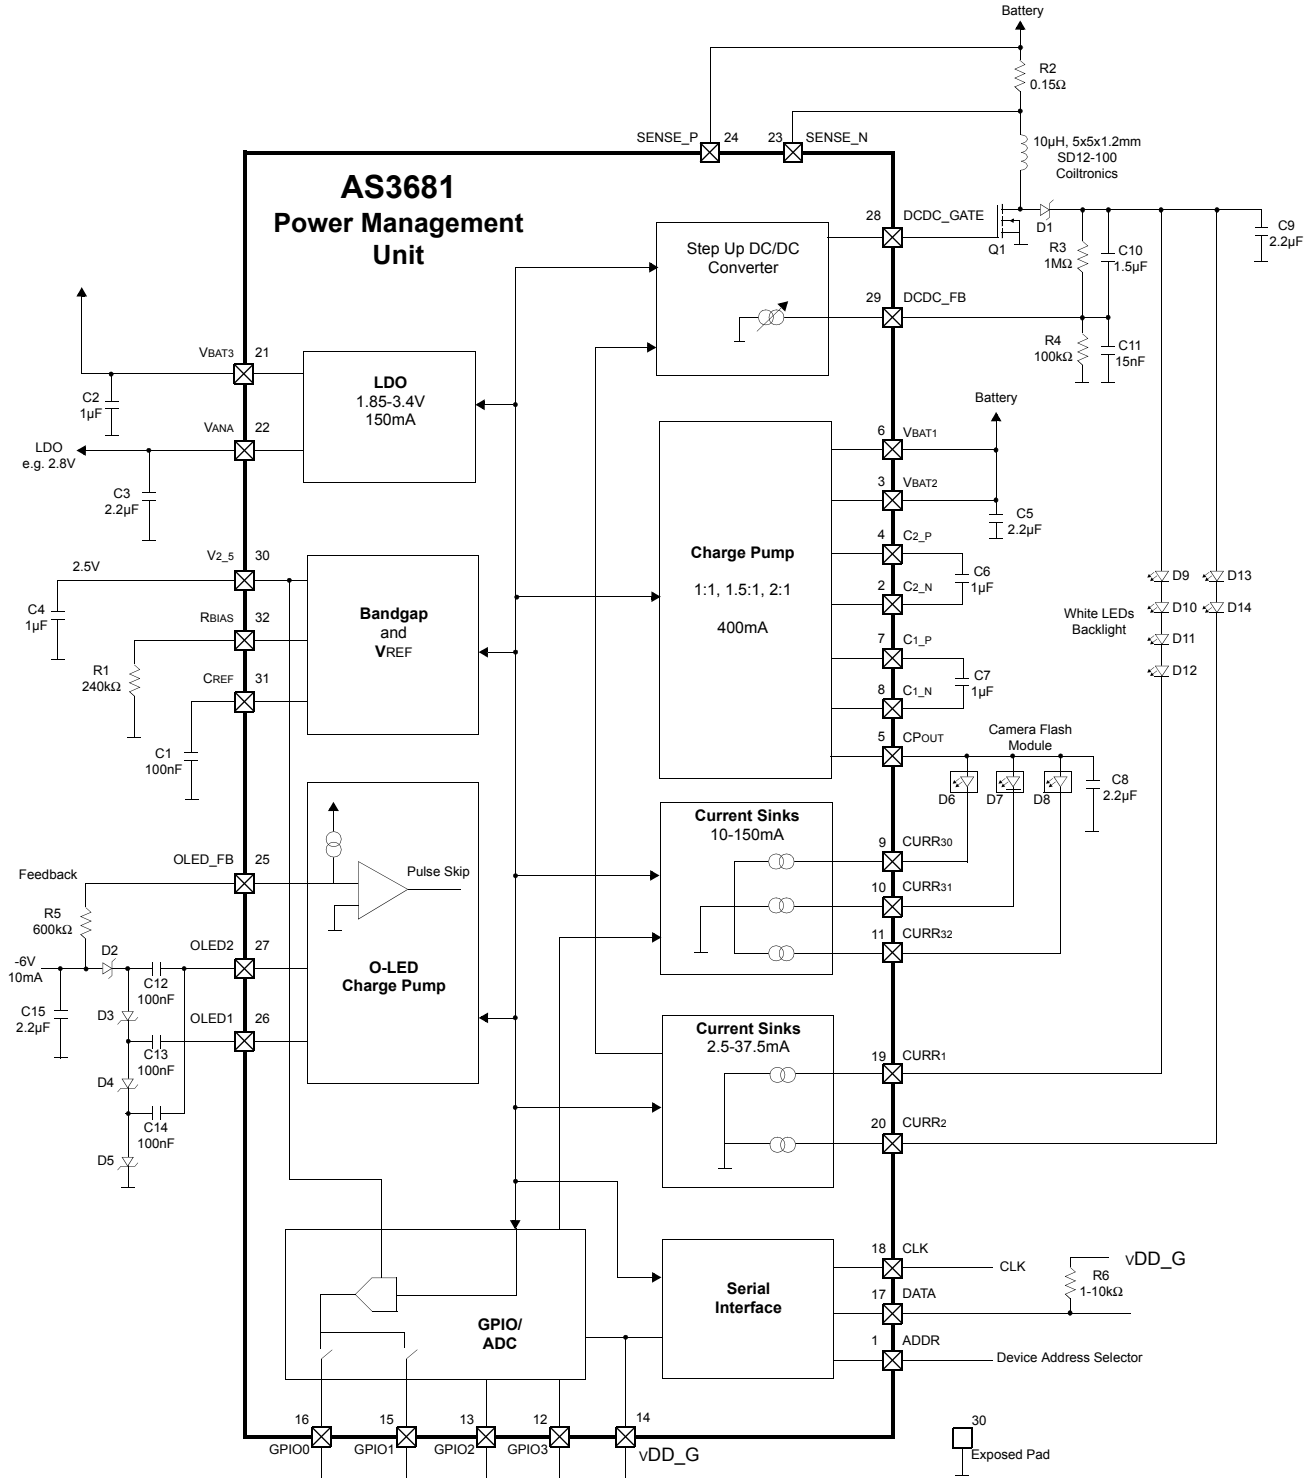 Battery
R2
0.15Ω
SENSE_P
24
23
SENSE_N
10µH, 5x5x1.2mm
SD12-100
Coiltronics
AS3681
Power Management
Unit
28
DCDC_GATE
Q1
D1
R3
1MΩ
C10
1.5µF
C9
2.2µF
Step Up DC/DC
Converter
29
DCDC_FB
R4
100kΩ
C11
15nF
VBAT3
21
C2
1µF
LDO
1.85-3.4V
150mA
VANA
22
LDO
e.g. 2.8V
C3
2.2µF
Battery
6
VBAT1
3
VBAT2
C5
2.2µF
4
C2_P
C6
1µF
2
C2_N
Charge Pump
1:1, 1.5:1, 2:1
400mA
7
C1_P
C7
1µF
8
C1_N
5
CPOUT
V2_5
30
2.5V
C4
1µF
RBIAS
32
R1
240kΩ
CREF
31
C1
100nF
Bandgap
and
VREF
White LEDs
Backlight
D9
D10
D11
D12
D13
D14
Camera Flash
Module
D6
D7
D8
C8
2.2µF
Current Sinks
10-150mA
9
CURR30
10
CURR31
11
CURR32
OLED_FB
25
Feedback
R5
600kΩ
Pulse Skip
O-LED
Charge Pump
-6V
10mA
D2
OLED2
27
C12
100nF
C15
2.2µF
D3
OLED1
26
C13
100nF
D4
C14
100nF
D5
Current Sinks
2.5-37.5mA
19
CURR1
20
CURR2
GPIO/
ADC
Serial
Interface
18
CLK
CLK
17
DATA
R6
1-10kΩ
VDD_G
1
ADDR
Device Address Selector
16
GPIO0
15
GPIO1
13
GPIO2
12
GPIO3
14
VDD_G
30
Exposed Pad